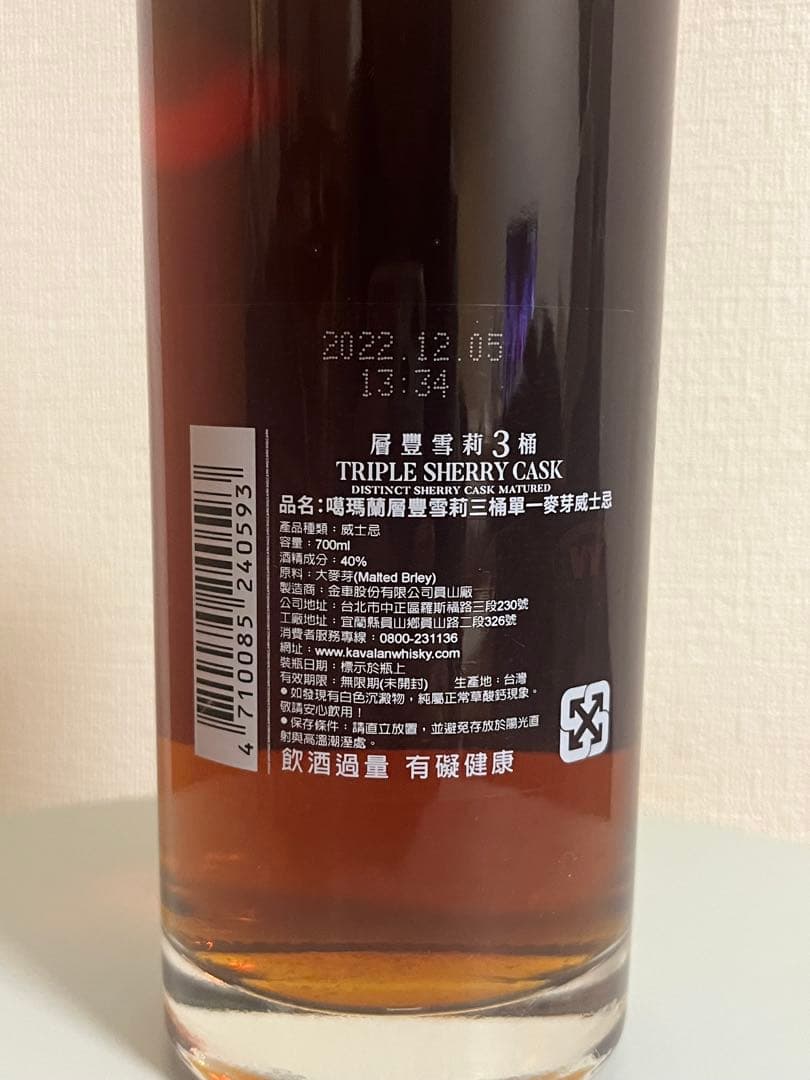 2022.12.05
13:34
層豐雪莉3桶
TRIPLE SHERRY CASK
DISTINCT SHERRY CASK MATURED
品名：噶瑪蘭層豐雪莉三桶單一麥芽威士忌
產品種類：威士忌
容量：700ml
酒精成分：40%
原料：大麥芽(Malted Brley)
製造商：金車股份有限公司員山廠
公司地址：台北市中正區羅斯福路三段230號
工廠地址：宜蘭縣員山鄉員山路二段326號
消費者服務專線：0800-231136
網址：www.kavalanwhisky.com
裝瓶日期：標示於瓶上
有效期限：無限期(未開封) 生產地：台灣
●如發現有白色沉澱物，純屬正常草酸鈣現象。
敬請安心飲用！
●保存條件：請直立放置，並避免存放於陽光直
射與高溫潮溼處。
飲酒過量 有礙健康
4 710085 240593